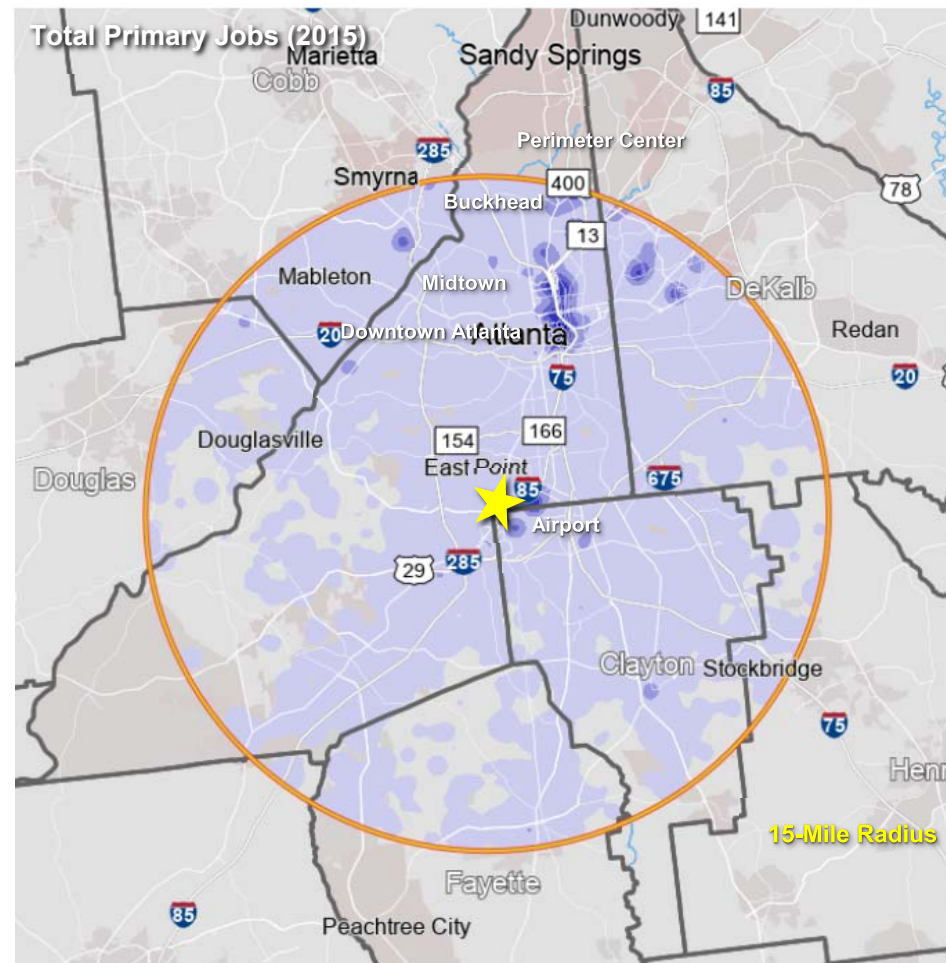 Total Primary Jobs (2015)
Dunwoody
141
Marietta
Sandy Springs
Cobb
85
Perimeter Center
285
Smyrna
400
78
Buckhead
13
Mableton
Midtown
DeKalb
20
Downtown Atlanta
Atlanta
Redan
75
20
Douglasville
154
166
East Point
Douglas
85
675
Airport
29
285
Clayton
Stockbridge
75
15-Mile Radius
Fayette
85
Peachtree City